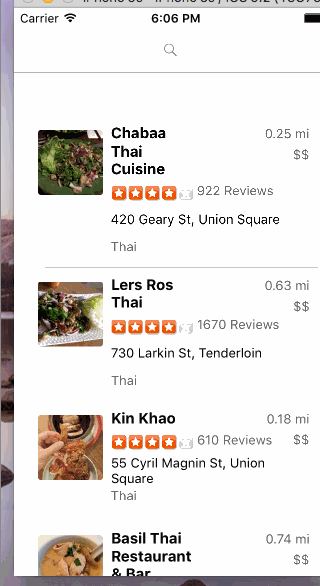 Carrier 6:06 PM
Chabaa 0.25 mi
Thai $$
Cuisine
922 Reviews
420 Geary St, Union Square
Thai
Lers Ros 0.63 mi
Thai $$
1670 Reviews
730 Larkin St, Tenderloin
Thai
Kin Khao 0.18 mi
610 Reviews $$
55 Cyril Magnin St, Union
Square
Thai
Basil Thai 0.74 mi
Restaurant $$
& Bar